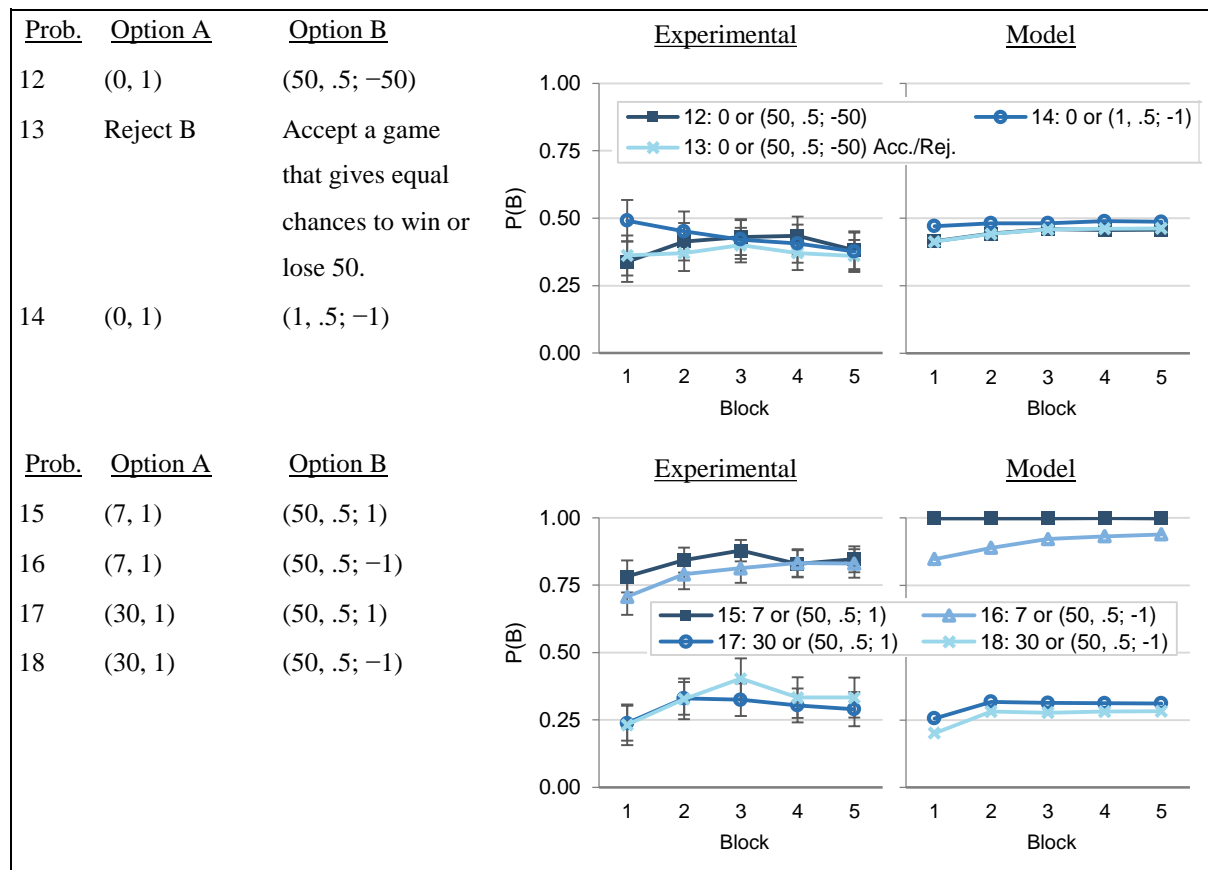 Prob. Option A Option B
12 (0, 1) (50, .5; −50)
13 Reject B Accept a game
that gives equal
chances to win or
lose 50.
14 (0, 1) (1, .5; −1)
Experimental Model
1.00
0.75
0.50
0.25
0.00
P(B)
12: 0 or (50, .5; -50) 14: 0 or (1, .5; -1)
13: 0 or (50, .5; -50) Acc./Rej.
1 2 3 4 5 1 2 3 4 5
Block Block
Prob. Option A Option B
15 (7, 1) (50, .5; 1)
16 (7, 1) (50, .5; −1)
17 (30, 1) (50, .5; 1)
18 (30, 1) (50, .5; −1)
Experimental Model
1.00
0.75
0.50
0.25
0.00
P(B)
15: 7 or (50, .5; 1) 16: 7 or (50, .5; -1)
17: 30 or (50, .5; 1) 18: 30 or (50, .5; -1)
1 2 3 4 5 1 2 3 4 5
Block Block